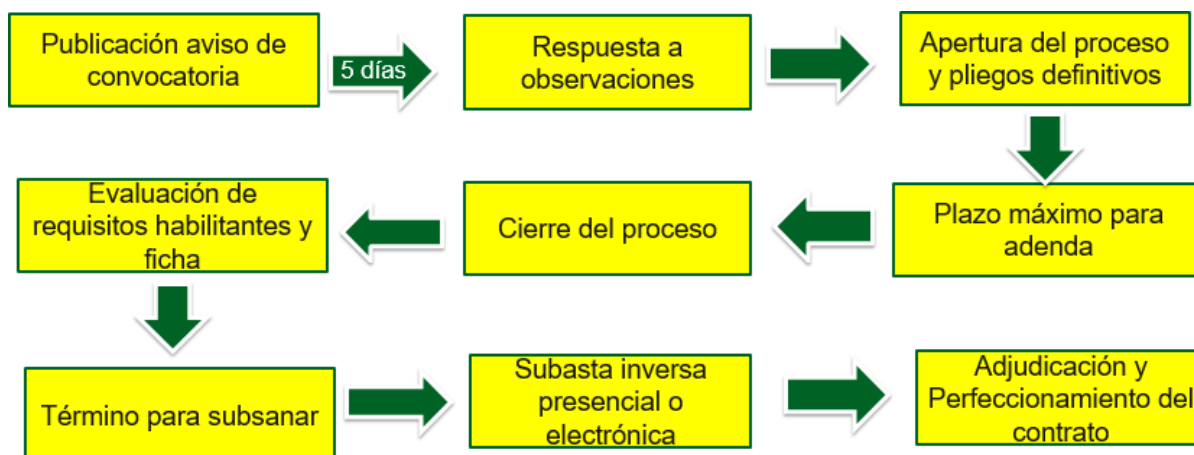 Publicación aviso de
convocatoria
5 días
Respuesta a
observaciones
Apertura del proceso
y pliegos definitivos
Plazo máximo para
adenda
Cierre del proceso
Evaluación de
requisitos habilitantes y
ficha
Término para subsanar
Subasta inversa
presencial o
electrónica
Adjudicación y
Perfeccionamiento del
contrato